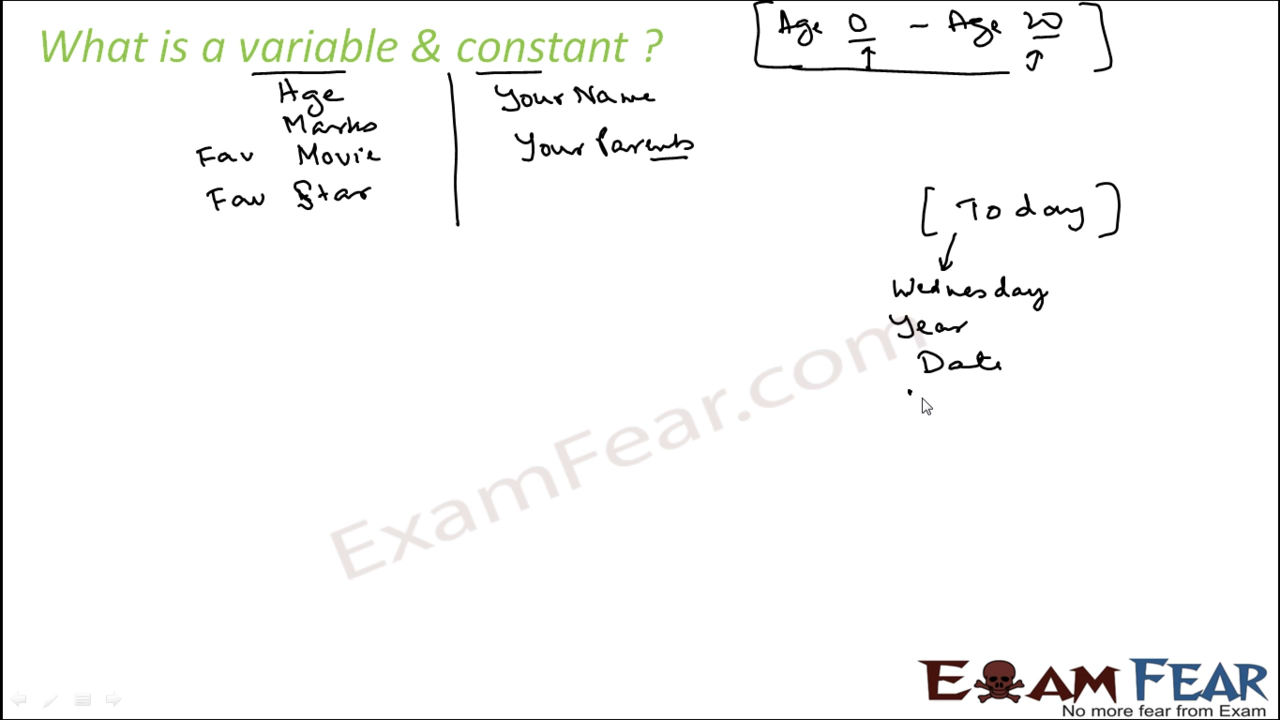 What is a variable & constant ?
[ Age 0 - Age 20 ]
Age
Marks
Fav Movie
Fav Star
Your Name
Your Parents
[ Today ]
Wednesday
Year
Date
ExamFear.com
EXAM FEAR
No more fear from Exam